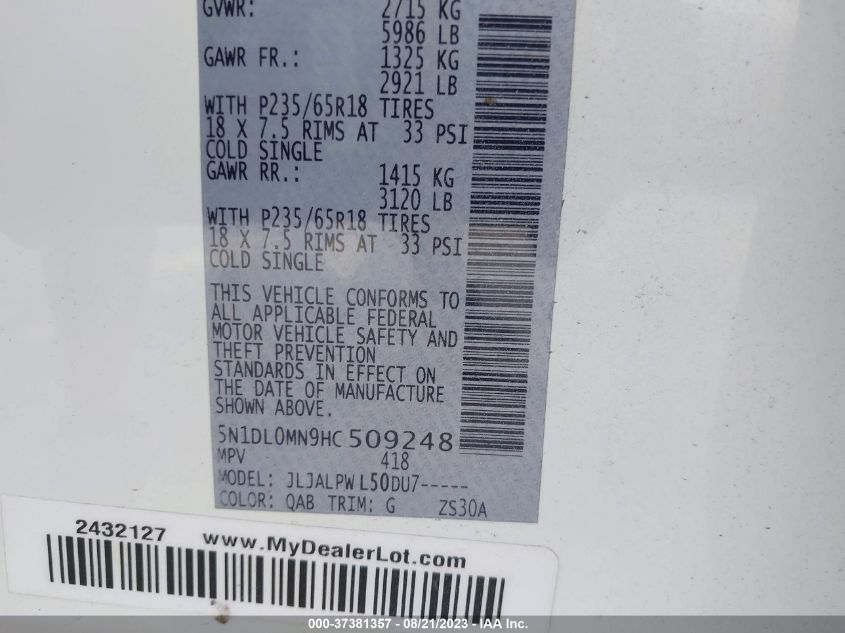 GVWR: 2715 KG
5986 LB
GAWR FR.: 1325 KG
2921 LB
WITH P235/65R18 TIRES
18 X 7.5 RIMS AT 33 PSI
COLD SINGLE
GAWR RR.: 1415 KG
3120 LB
WITH P235/65R18 TIRES
18 X 7.5 RIMS AT 33 PSI
COLD SINGLE
THIS VEHICLE CONFORMS TO
ALL APPLICABLE FEDERAL
MOTOR VEHICLE SAFETY AND
THEFT PREVENTION
STANDARDS IN EFFECT ON
THE DATE OF MANUFACTURE
SHOWN ABOVE.
5N1DL0MN9HC509248
MPV 418
MODEL: JLJALPWL50DU7-----
COLOR: QAB TRIM: G ZS30A
2432127 www.MyDealerLot.com
000-37381357 - 08/21/2023 - IAA Inc.